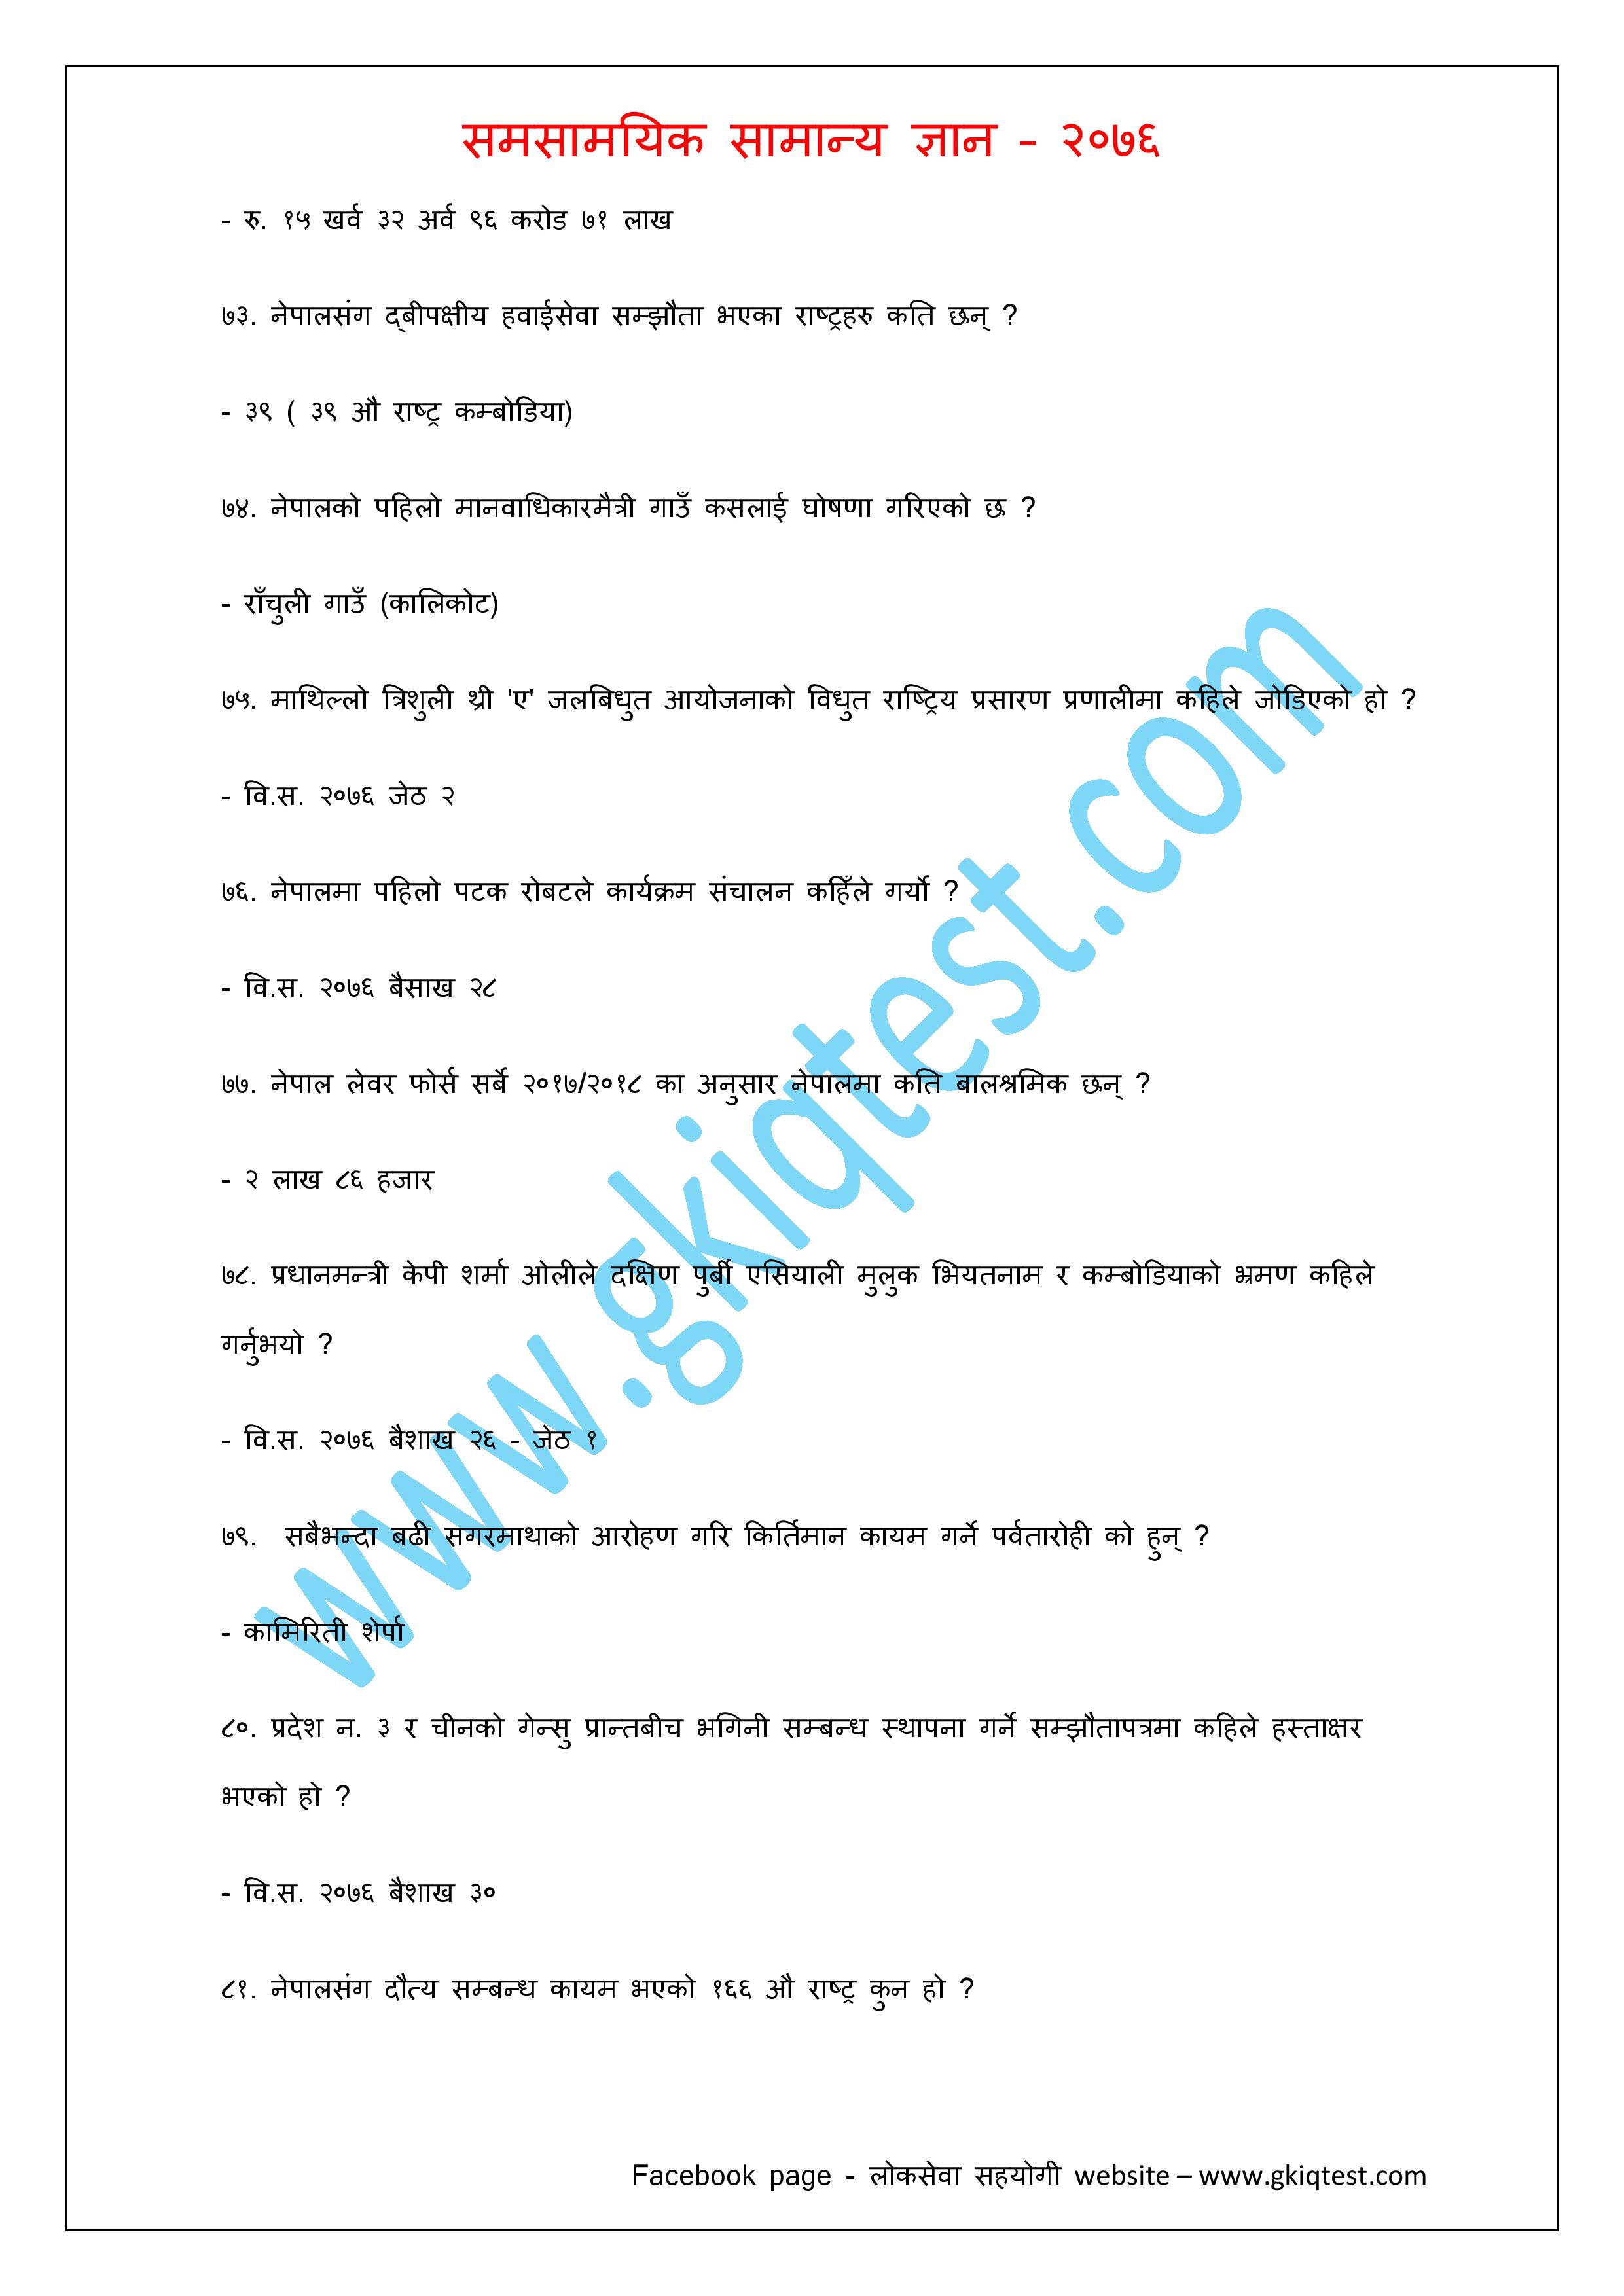 समसामयिक सामान्य ज्ञान - २०७६
- रु. १५ खर्व ३२ अर्व ९६ करोड ७१ लाख
७३. नेपालसंग द्बीपक्षीय हवाईसेवा सम्झौता भएका राष्ट्रहरु कति छन् ?
- ३९ ( ३९ औ राष्ट्र कम्बोडिया)
७४. नेपालको पहिलो मानवाधिकारमैत्री गाउँ कसलाई घोषणा गरिएको छ ?
- राँचुली गाउँ (कालिकोट)
७५. माथिल्लो त्रिशुली थ्री 'ए' जलबिधुत आयोजनाको विधुत राष्ट्रिय प्रसारण प्रणालीमा कहिले जोडिएको हो ?
- वि.स. २०७६ जेठ २
७६. नेपालमा पहिलो पटक रोबटले कार्यक्रम संचालन कहिँले गर्यो ?
- वि.स. २०७६ बैसाख २८
७७. नेपाल लेवर फोर्स सर्बे २०१७/२०१८ का अनुसार नेपालमा कति बालश्रमिक छन् ?
- २ लाख ८६ हजार
७८. प्रधानमन्त्री केपी शर्मा ओलीले दक्षिण पुर्बी एसियाली मुलुक भियतनाम र कम्बोडियाको भ्रमण कहिले
गर्नुभयो ?
- वि.स. २०७६ बैशाख २६ - जेठ १
७९. सबैभन्दा बढी सगरमाथाको आरोहण गरि किर्तिमान कायम गर्ने पर्वतारोही को हुन् ?
- कामिरिती शेर्पा
८०. प्रदेश न. ३ र चीनको गेन्सु प्रान्तबीच भगिनी सम्बन्ध स्थापना गर्ने सम्झौतापत्रमा कहिले हस्ताक्षर
भएको हो ?
- वि.स. २०७६ बैशाख ३०
८१. नेपालसंग दौत्य सम्बन्ध कायम भएको १६६ औ राष्ट्र कुन हो ?
www.gkiqtest.com
Facebook page - लोकसेवा सहयोगी website – www.gkiqtest.com